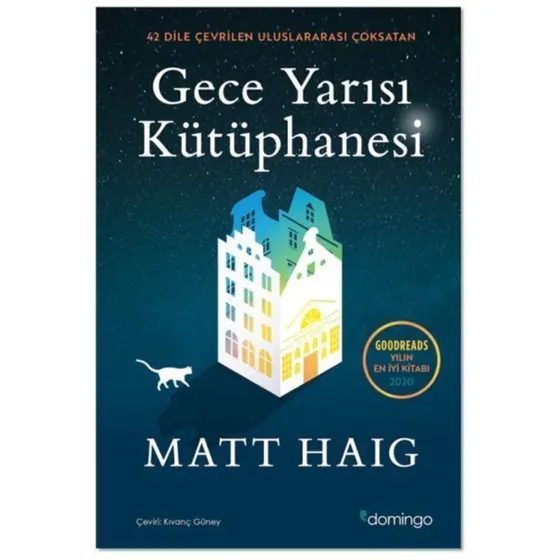 42 DİLE ÇEVRİLEN ULUSLARARASI ÇOKSATAN
Gece Yarısı
Kütüphanesi
GOODREADS
YILIN
EN İYİ KİTABI
2020
MATT HAIG
Çeviri: Kıvanç Güney
domingo